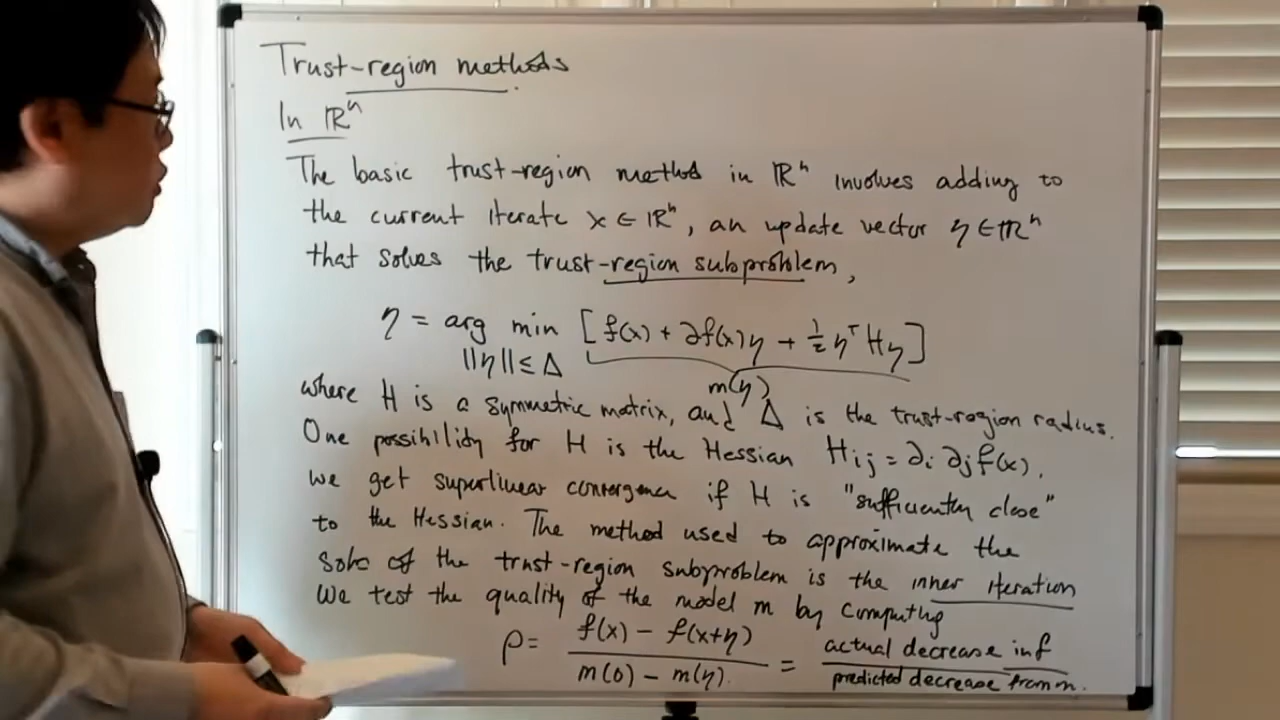 Trust-region methods
In ℝⁿ
The basic trust-region method in ℝⁿ involves adding to
the current iterate x ∈ ℝⁿ, an update vector η ∈ ℝⁿ
that solves the trust-region subproblem,
η = arg min [f(x) + ∂f(x)η + ½ ηᵀHη]
||η|| ≤ Δ
m(η)
where H is a symmetric matrix, and Δ is the trust-region radius.
One possibility for H is the Hessian Hᵢⱼ = ∂ᵢ∂ⱼf(x).
We get superlinear convergence if H is "sufficiently close"
to the Hessian. The method used to approximate the
soln of the trust-region subproblem is the inner iteration
We test the quality of the model m by computing
ρ = (f(x) − f(x+η)) / (m(0) − m(η)) = actual decrease in f / predicted decrease from m.